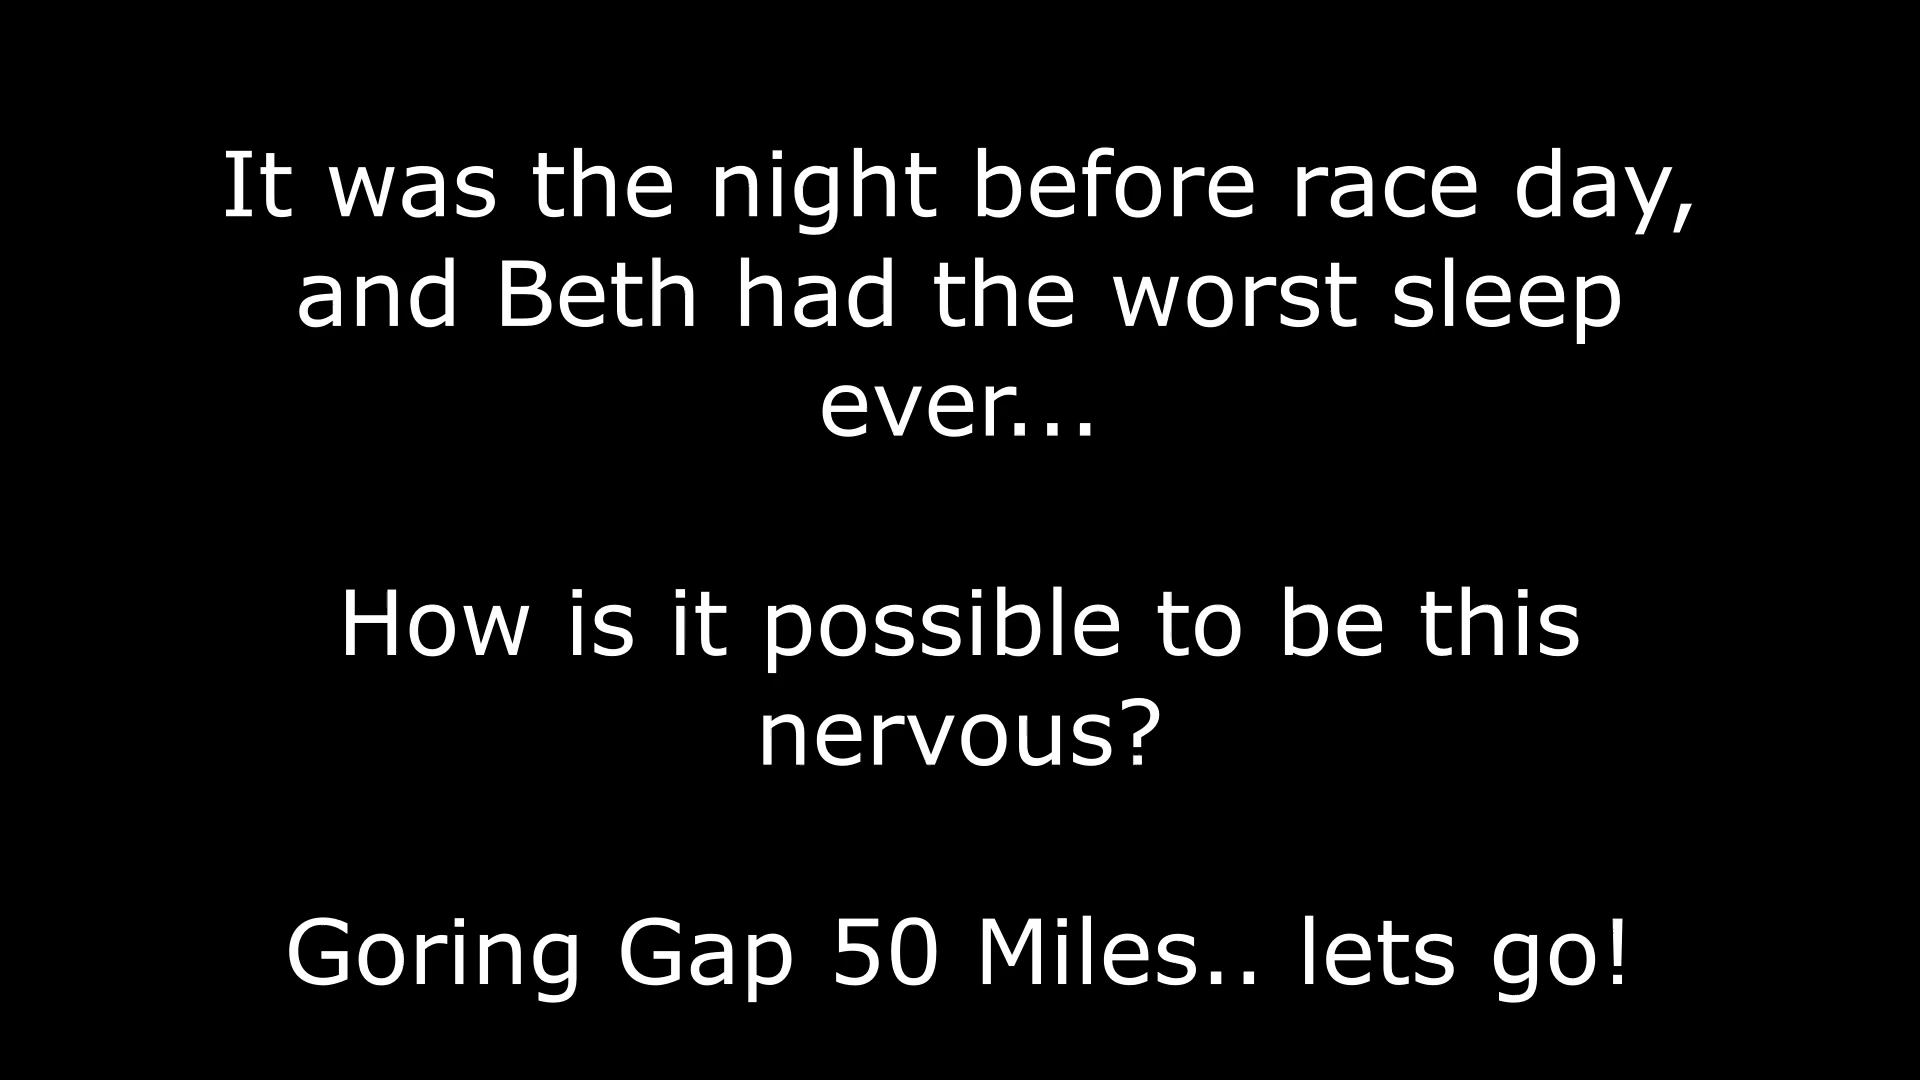 It was the night before race day,
and Beth had the worst sleep
ever...
How is it possible to be this
nervous?
Goring Gap 50 Miles.. lets go!